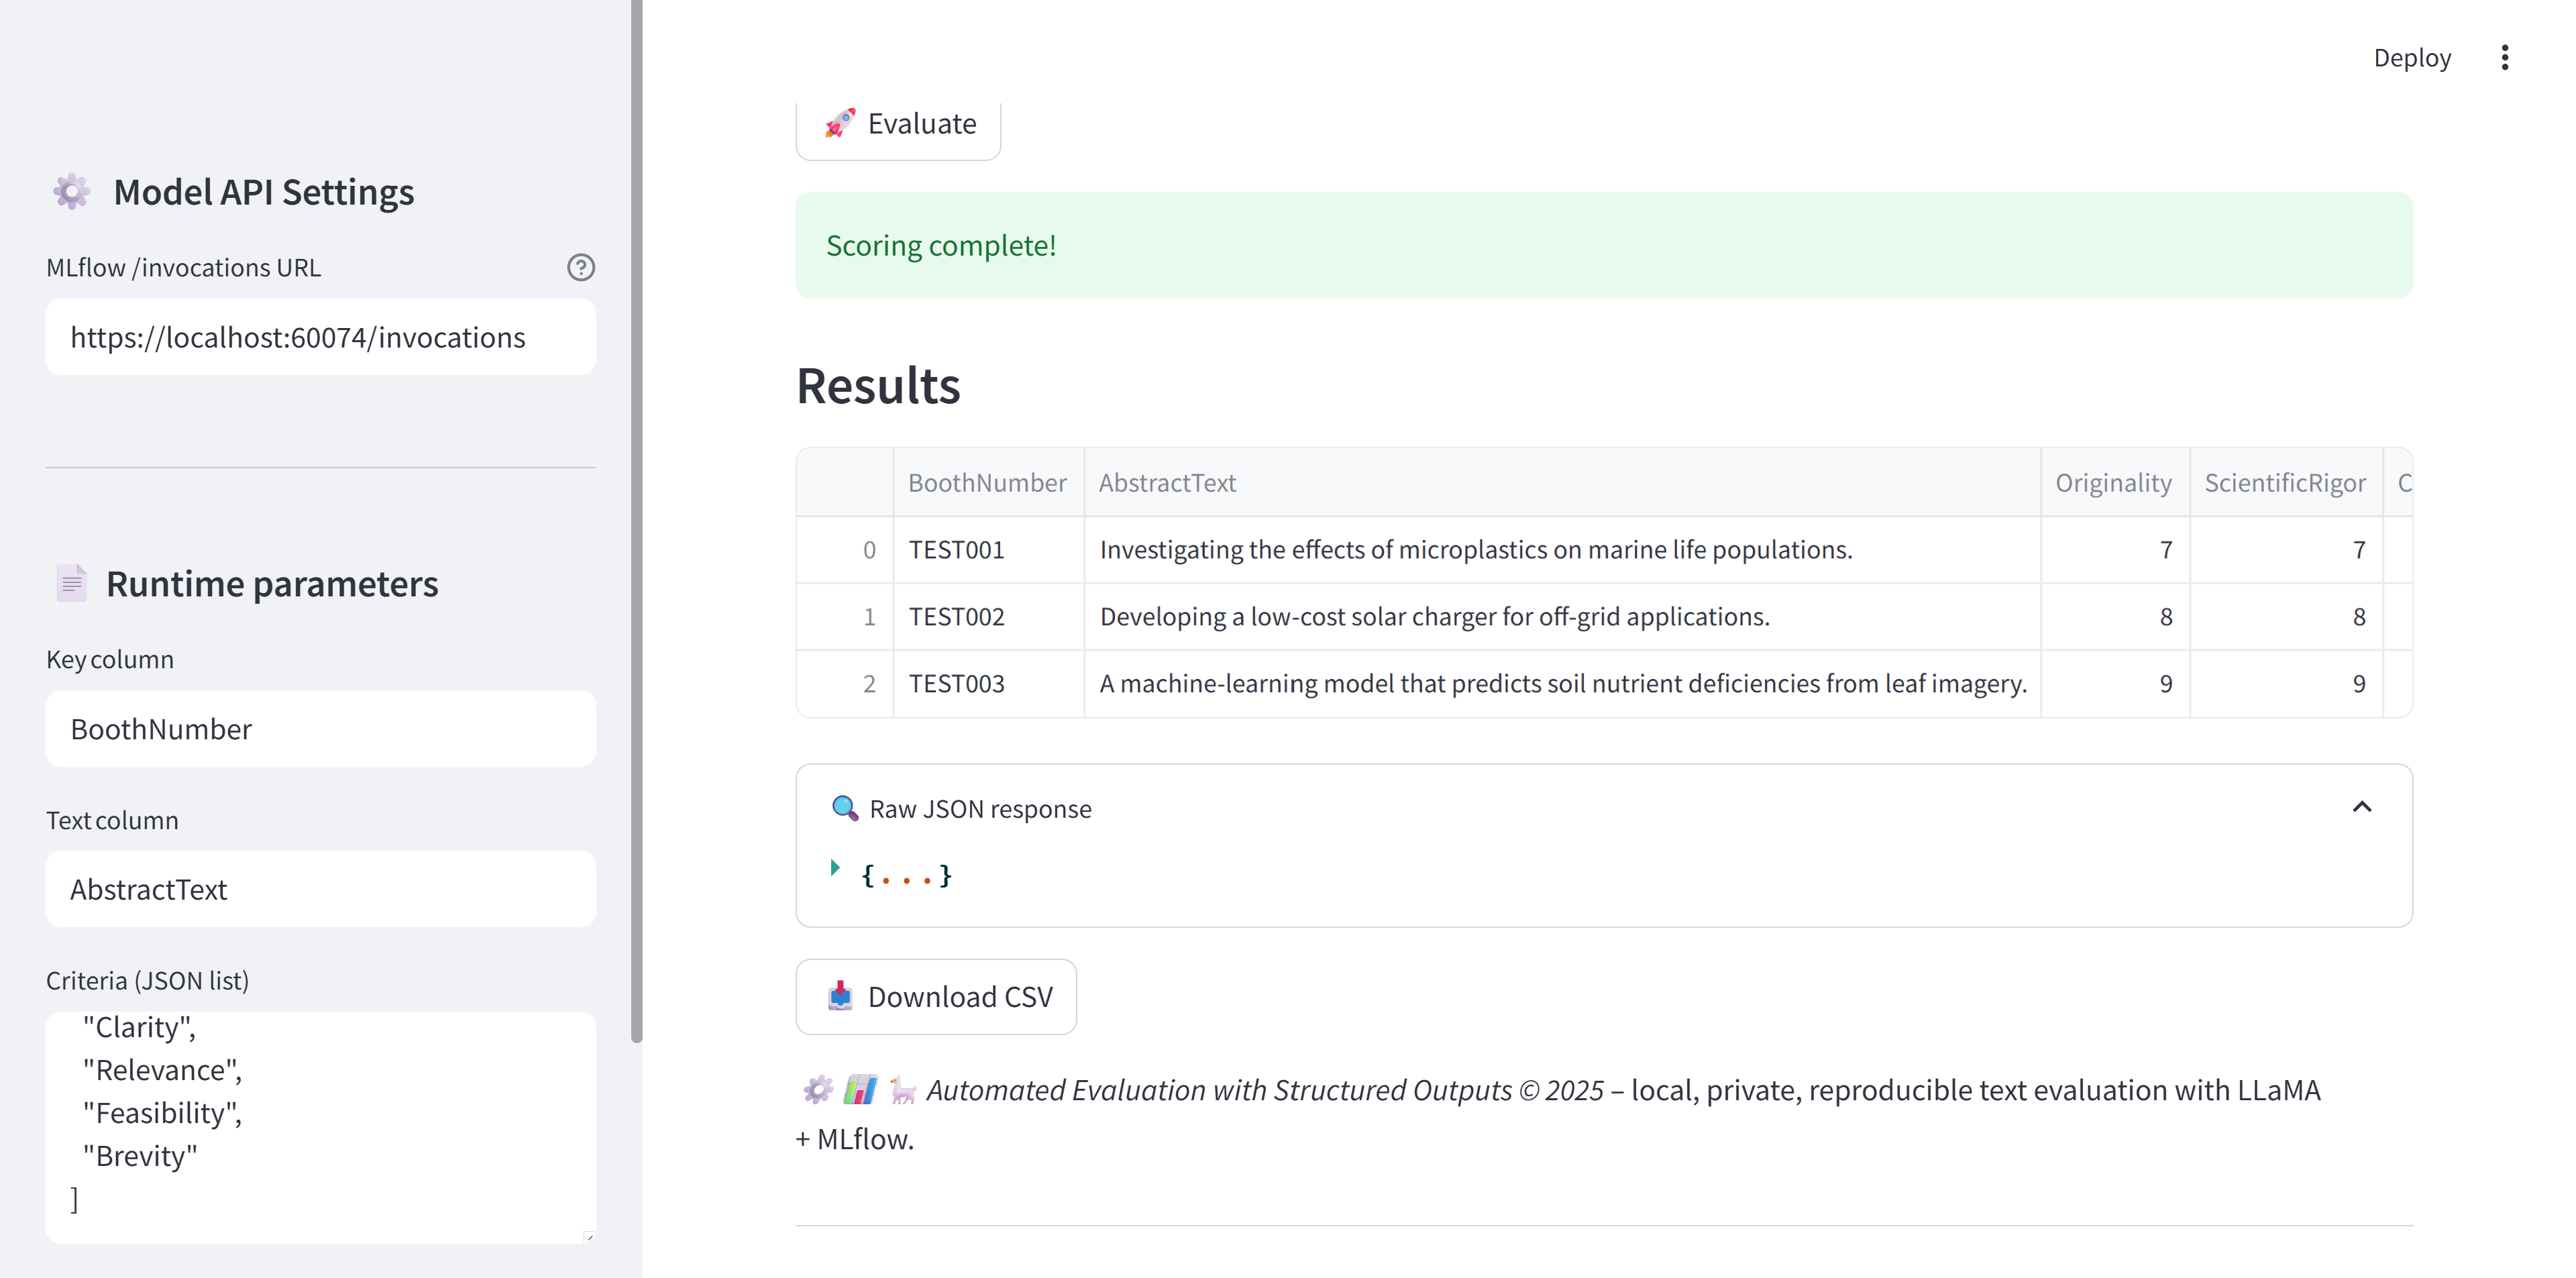 Deploy
Model API Settings
MLflow /invocations URL
https://localhost:60074/invocations
Runtime parameters
Key column
BoothNumber
Text column
AbstractText
Criteria (JSON list)
"Clarity",
"Relevance",
"Feasibility",
"Brevity"
]
Evaluate
Scoring complete!
Results
BoothNumber AbstractText Originality ScientificRigor C
0 TEST001 Investigating the effects of microplastics on marine life populations. 7 7
1 TEST002 Developing a low-cost solar charger for off-grid applications. 8 8
2 TEST003 A machine-learning model that predicts soil nutrient deficiencies from leaf imagery. 9 9
Raw JSON response
{...}
Download CSV
Automated Evaluation with Structured Outputs © 2025 – local, private, reproducible text evaluation with LLaMA
+ MLflow.